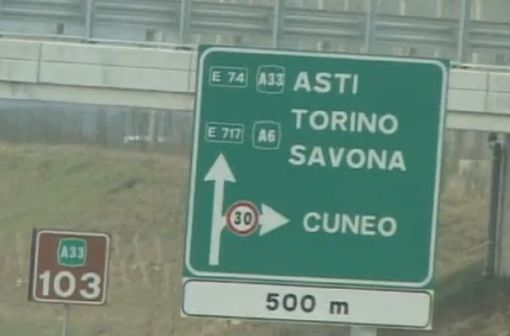 E 74 A33 ASTI
TORINO
E 717 A6
SAVONA
30 CUNEO
500 m
A33
103